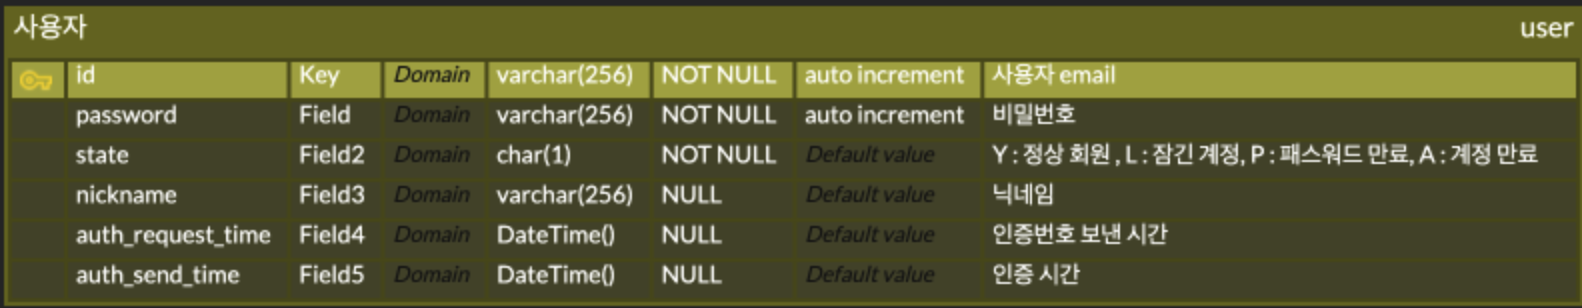 사용자 user
id Key Domain varchar(256) NOT NULL auto increment 사용자 email
password Field Domain varchar(256) NOT NULL auto increment 비밀번호
state Field2 Domain char(1) NOT NULL Default value Y : 정상 회원 , L : 잠긴 계정, P : 패스워드 만료, A : 계정 만료
nickname Field3 Domain varchar(256) NULL Default value 닉네임
auth_request_time Field4 Domain DateTime() NULL Default value 인증번호 보낸 시간
auth_send_time Field5 Domain DateTime() NULL Default value 인증 시간